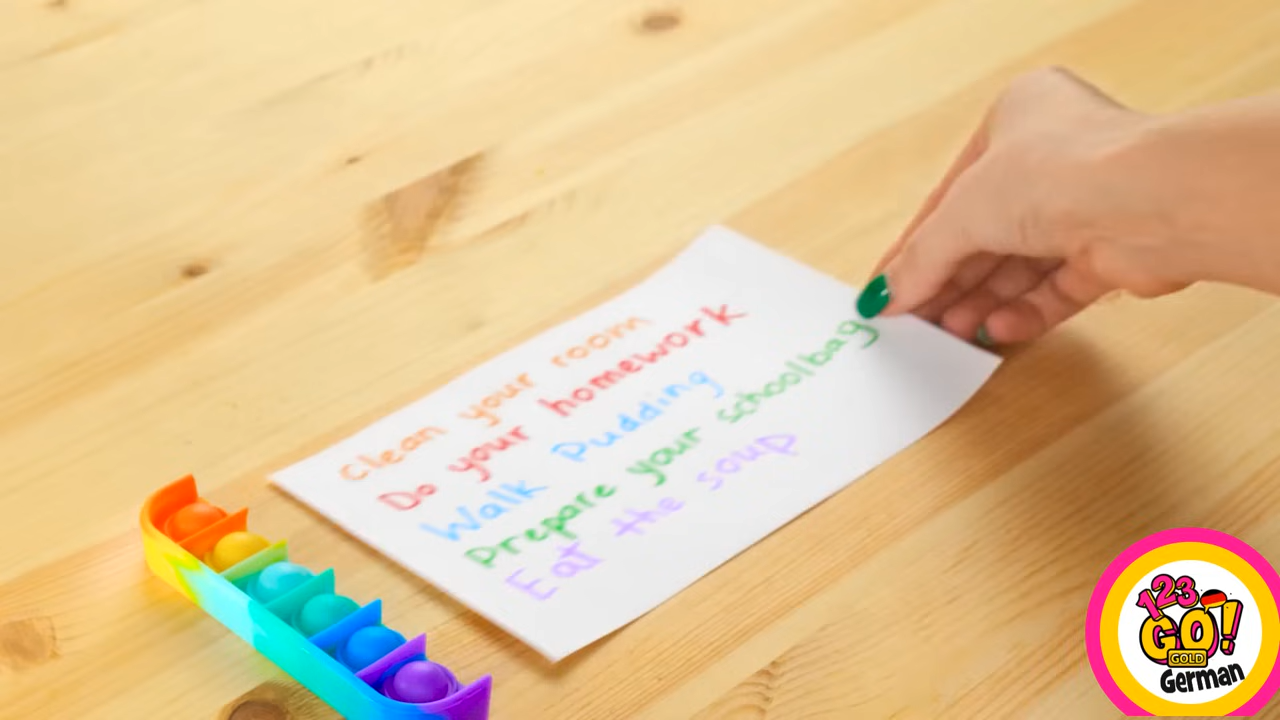 Clean your room
Do your homework
Walk Pudding
Prepare your schoolbag
Eat the soup
123
GO!
GOLD
German